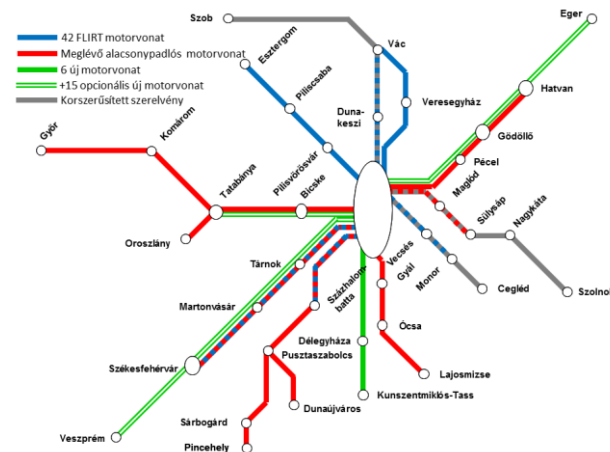 42 FLIRT motorvonat
Meglévő alacsonypadlós motorvonat
6 új motorvonat
+15 opcionális új motorvonat
Korszerűsített szerelvény
Szob
Esztergom
Piliscsaba
Pilisvörösvár
Vác
Duna-
keszi
Veresegyház
Eger
Hatvan
Gödöllő
Pécel
Maglód
Sülysáp
Nagykáta
Szolnok
Győr
Komárom
Tatabánya
Bicske
Oroszlány
Tárnok
Martonvásár
Székesfehérvár
Veszprém
Százhalom-
batta
Vecsés
Gyál
Monor
Cegléd
Ócsa
Lajosmizse
Délegyháza
Pusztaszabolcs
Kunszentmiklós-Tass
Dunaújváros
Sárbogárd
Pincehely